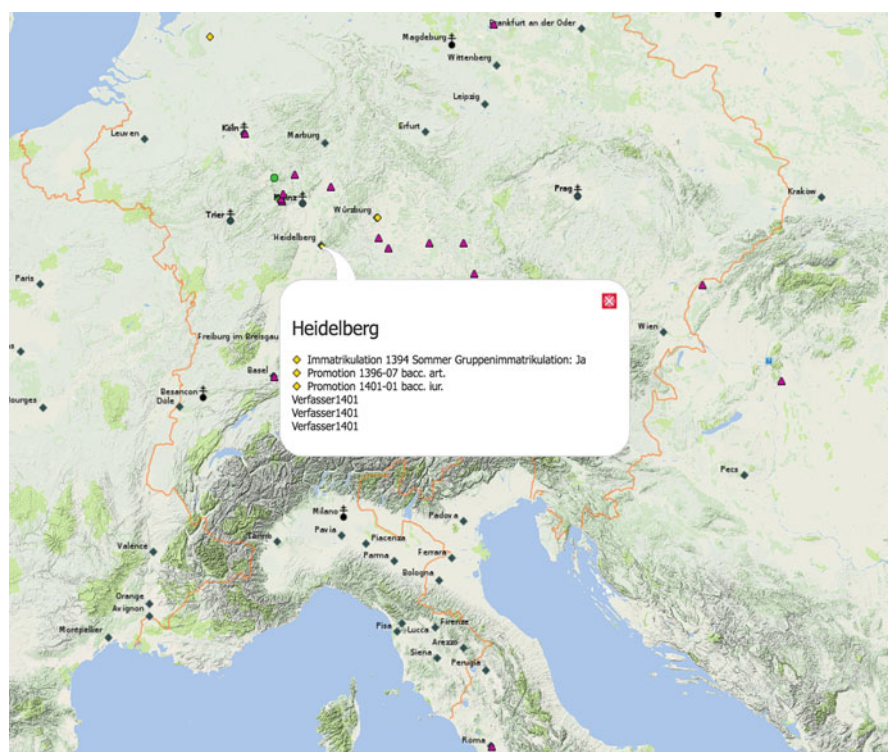 Frankfurt an der Oder
Magdeburg
Wittenberg
Leipzig
Leuven
Köln
Marburg
Erfurt
Mainz
Prag
Krakow
Trier
Würzburg
Heidelberg
Paris
Wien
Freiburg im Breisgau
Basel
Besancon
Dole
Bourges
Heidelberg
Immatrikulation 1394 Sommer Gruppenimmatrikulation: Ja
Promotion 1396-07 bacc. art.
Promotion 1401-01 bacc. iur.
Verfasser1401
Verfasser1401
Verfasser1401
Pecs
Milano
Padova
Pavia
Piacenza
Torino
Valence
Parma
Ferrara
Bologna
Orange
Avignon
Montpellier
Pisa
Lucca
Firenze
Arezzo
Siena
Perugia
Roma